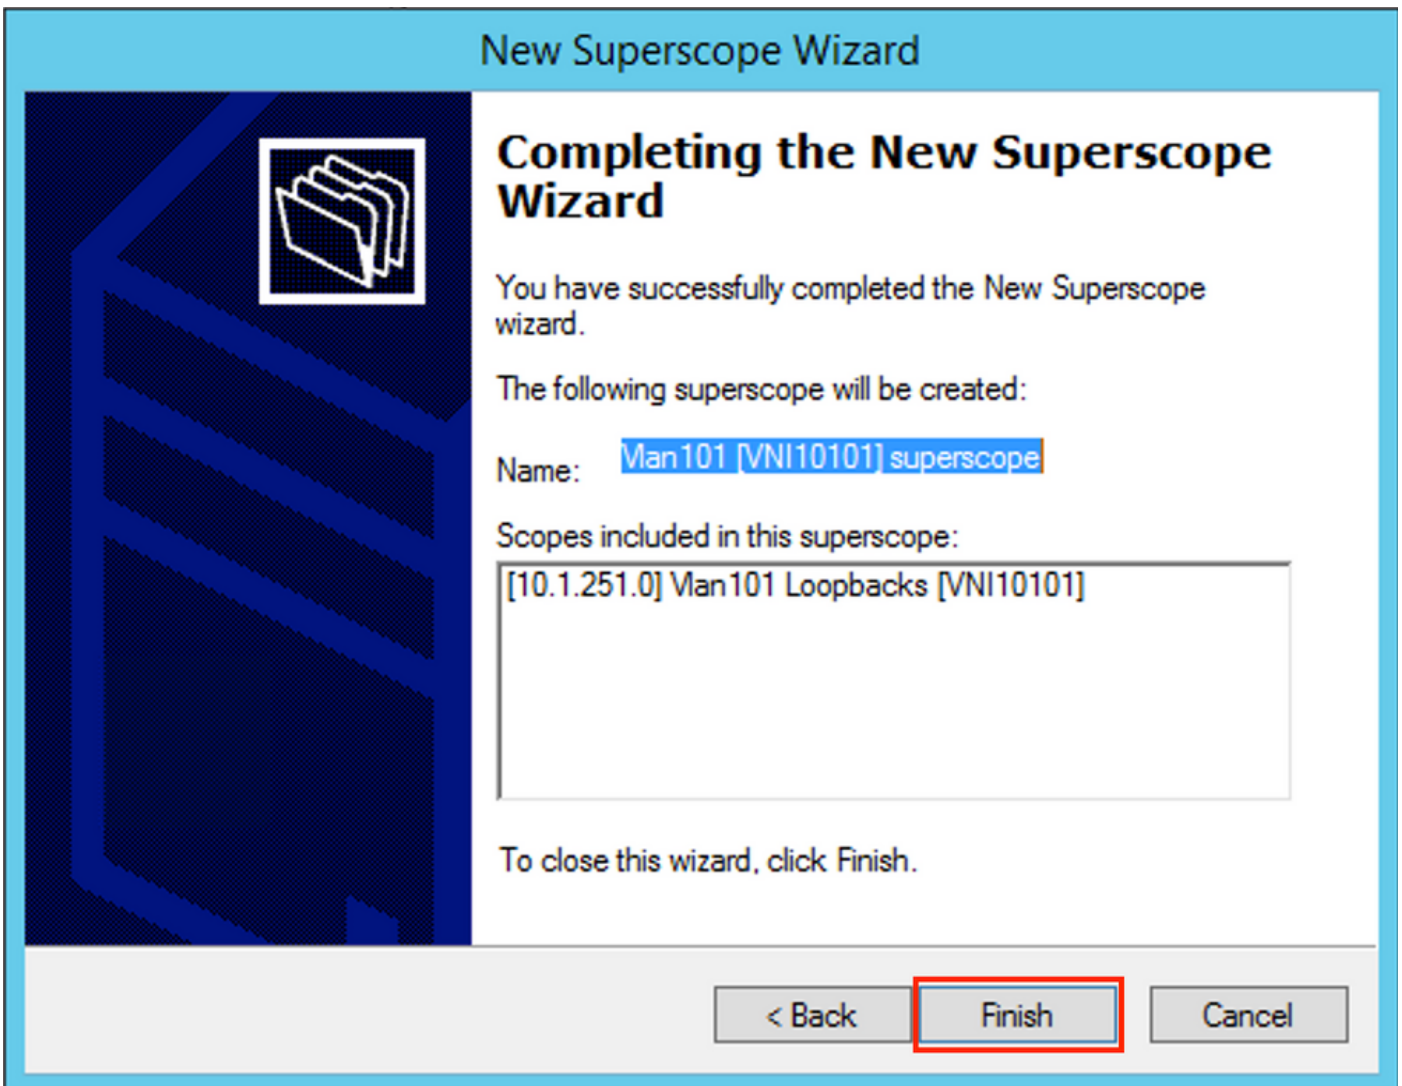 New Superscope Wizard
Completing the New Superscope
Wizard
You have successfully completed the New Superscope
wizard.
The following superscope will be created:
Name: Vlan101 [VNI10101] superscope
Scopes included in this superscope:
[10.1.251.0] Vlan101 Loopbacks [VNI10101]
To close this wizard, click Finish.
< Back Finish Cancel